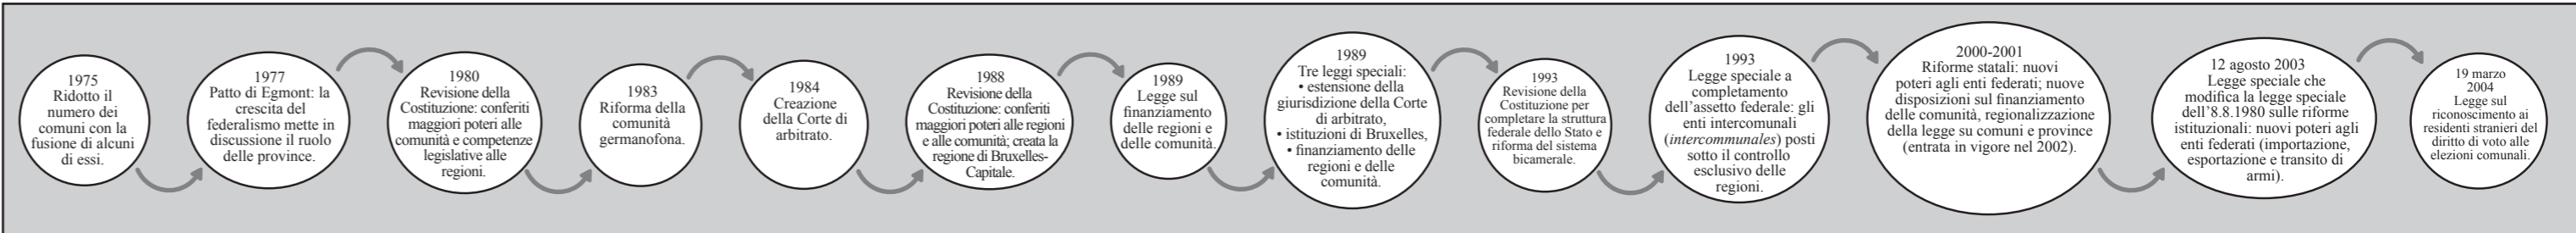 1975
Ridotto il
numero dei
comuni con la
fusione di alcuni
di essi.
1977
Patto di Egmont: la
crescita del
federalismo mette in
discussione il ruolo
delle province.
1980
Revisione della
Costituzione: conferiti
maggiori poteri alle
comunità e competenze
legislative alle
regioni.
1983
Riforma della
comunità
germanofona.
1984
Creazione
della Corte di
arbitrato.
1988
Revisione della
Costituzione: conferiti
maggiori poteri alle regioni
e alle comunità; creata la
regione di Bruxelles-
Capitale.
1989
Legge sul
finanziamento
delle regioni e
delle comunità.
1989
Tre leggi speciali:
• estensione della
giurisdizione della Corte
di arbitrato,
• istituzioni di Bruxelles,
• finanziamento delle
regioni e delle
comunità.
1993
Revisione della
Costituzione per
completare la struttura
federale dello Stato e
riforma del sistema
bicamerale.
1993
Legge speciale a
completamento
dell'assetto federale: gli
enti intercomunali
(intercommunales) posti
sotto il controllo
esclusivo delle
regioni.
2000-2001
Riforme statali: nuovi
poteri agli enti federati; nuove
disposizioni sul finanziamento
delle comunità, regionalizzazione
della legge su comuni e province
(entrata in vigore nel 2002).
12 agosto 2003
Legge speciale che
modifica la legge speciale
dell'8.8.1980 sulle riforme
istituzionali: nuovi poteri agli
enti federati (importazione,
esportazione e transito di
armi).
19 marzo
2004
Legge sul
riconoscimento ai
residenti stranieri del
diritto di voto alle
elezioni comunali.